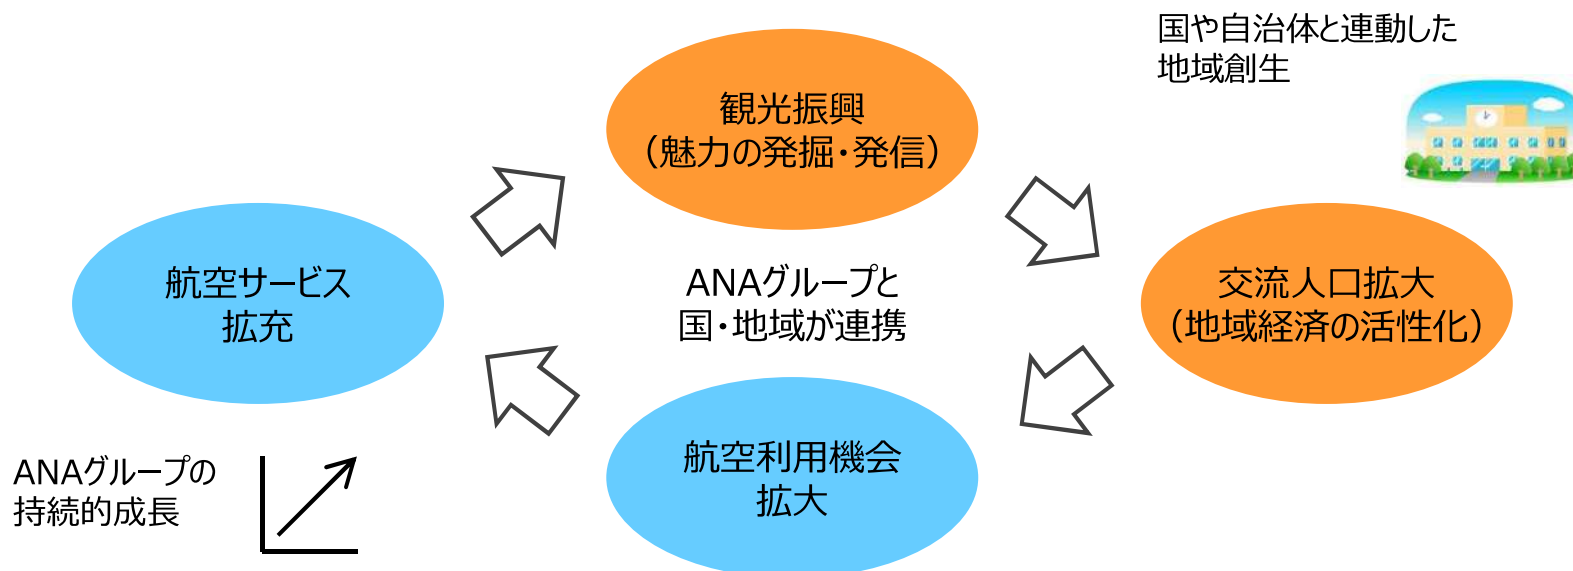 国や自治体と連動した
地域創生
観光振興
（魅力の発掘・発信）
航空サービス
拡充
ANAグループと
国・地域が連携
交流人口拡大
（地域経済の活性化）
航空利用機会
拡大
ANAグループの
持続的成長